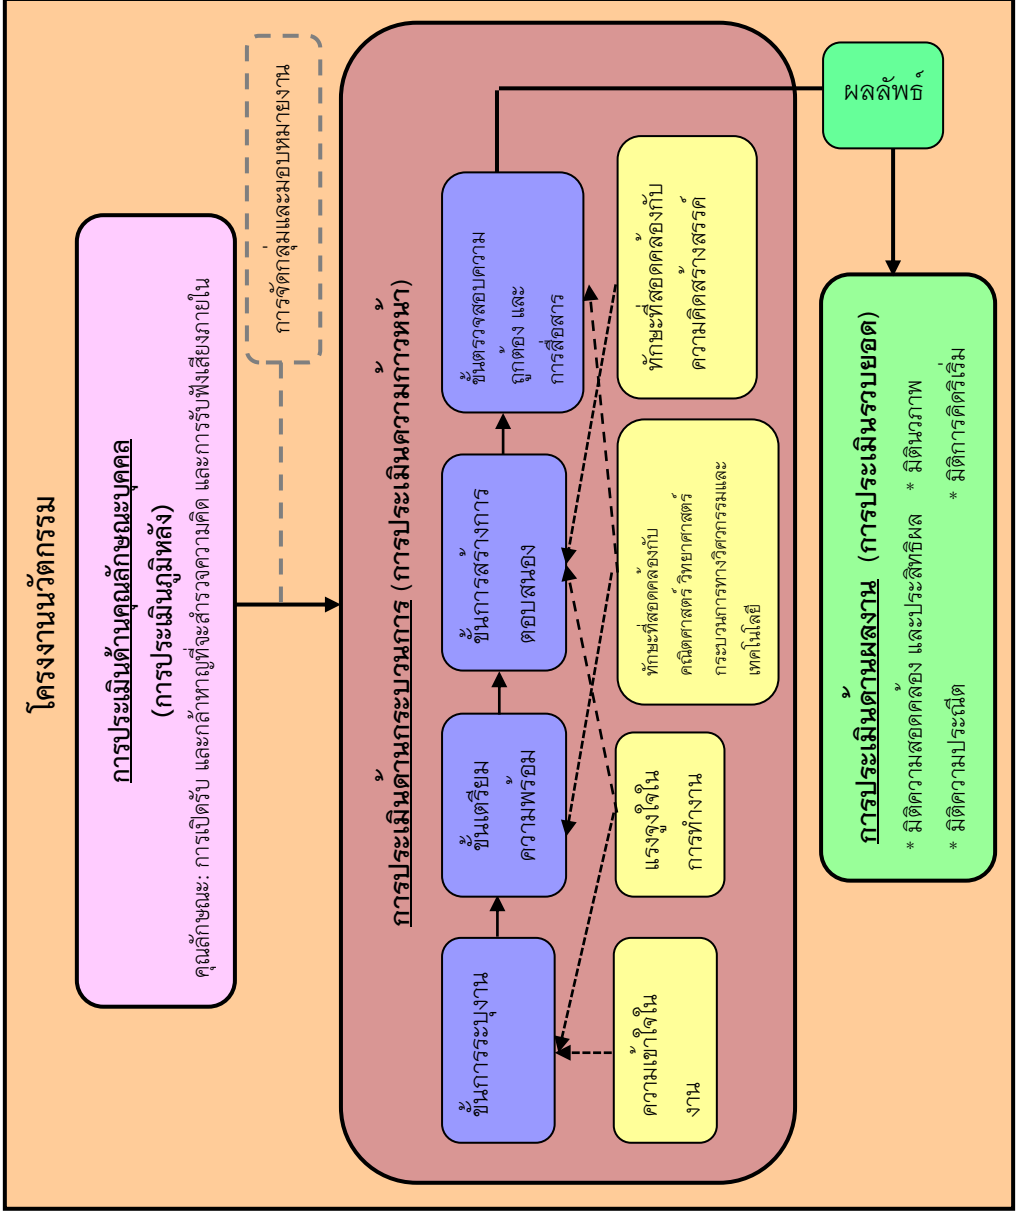 โครงงานนวัตกรรม
การประเมินด้านคุณลักษณะบุคคล
(การประเมินภูมิหลัง)
คุณลักษณะ: การเปิดรับ และกล้าหาญที่จะสำรวจความคิด และการรับฟังเสียงภายใน
การจัดกลุ่มและมอบหมายงาน
การประเมินด้านกระบวนการ (การประเมินความก้าวหน้า)
ขั้นการระบุงาน
ขั้นเตรียม
ความพร้อม
ขั้นการสร้างการ
ตอบสนอง
ขั้นตรวจสอบความ
ถูกต้อง และ
การสื่อสาร
ความเข้าใจใน
งาน
แรงจูงใจใน
การทำงาน
ทักษะที่สอดคล้องกับ
คณิตศาสตร์ วิทยาศาสตร์
กระบวนการทางวิศวกรรมและ
เทคโนโลยี
ทักษะที่สอดคล้องกับ
ความคิดสร้างสรรค์
ผลลัพธ์
การประเมินด้านผลงาน (การประเมินรวบยอด)
* มิติความสอดคล้อง และประสิทธิผล * มิตินวภาพ
* มิติความประณีต * มิติการคิดริเริ่ม